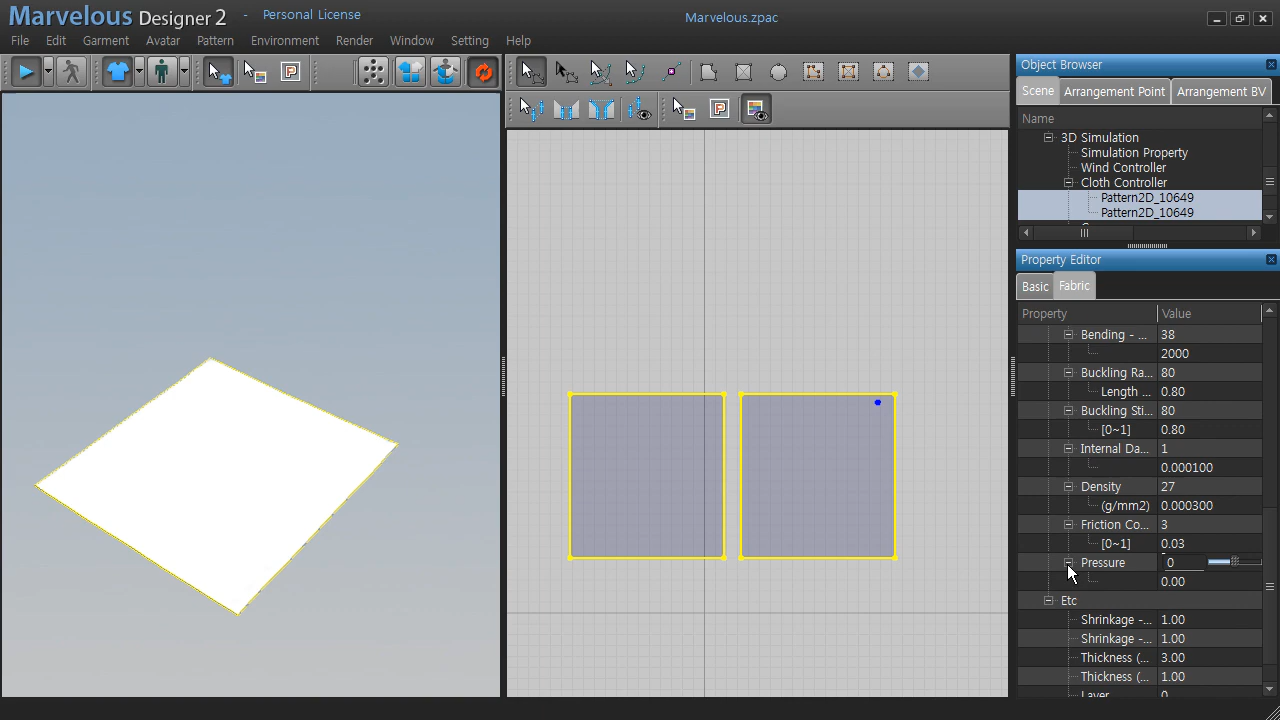 Marvelous Designer 2 - Personal License
Marvelous.zpac
File Edit Garment Avatar Pattern Environment Render Window Setting Help
Object Browser
Scene Arrangement Point Arrangement BV
Name
3D Simulation
Simulation Property
Wind Controller
Cloth Controller
Pattern2D_10649
Pattern2D_10649
Property Editor
Basic Fabric
Property Value
Bending - ... 38
2000
Buckling Ra... 80
Length ... 0.80
Buckling Sti... 80
[0~1] 0.80
Internal Da... 1
0.000100
Density 27
(g/mm2) 0.000300
Friction Co... 3
[0~1] 0.03
Pressure 0
0.00
Etc
Shrinkage -... 1.00
Shrinkage -... 1.00
Thickness (... 3.00
Thickness (... 1.00
Layer 0